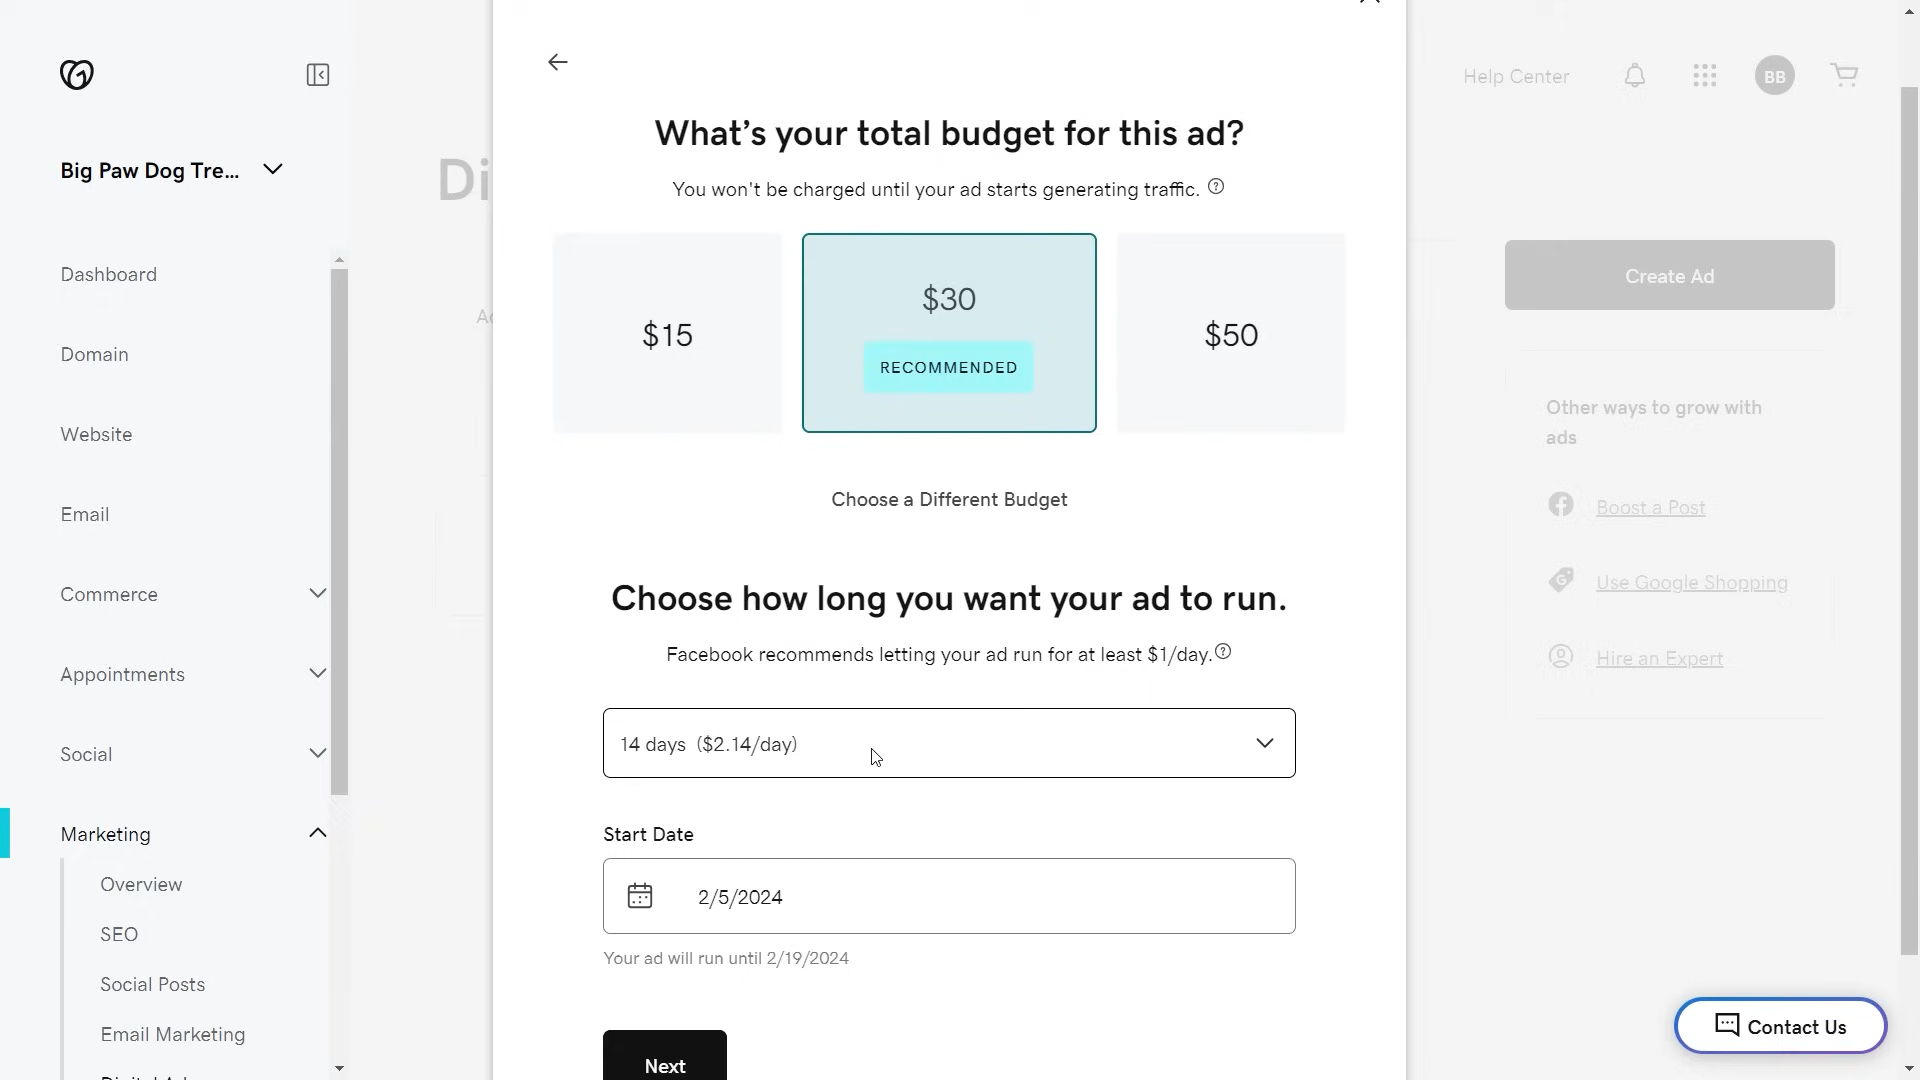 Big Paw Dog Tre...
Dashboard
Domain
Website
Email
Commerce
Appointments
Social
Marketing
Overview
SEO
Social Posts
Email Marketing
Di
What's your total budget for this ad?
You won't be charged until your ad starts generating traffic.
$15
$30
RECOMMENDED
$50
Choose a Different Budget
Choose how long you want your ad to run.
Facebook recommends letting your ad run for at least $1/day.
14 days ($2.14/day)
Start Date
2/5/2024
Your ad will run until 2/19/2024
Next
Help Center
BB
Create Ad
Other ways to grow with
ads
Boost a Post
Use Google Shopping
Hire an Expert
Contact Us